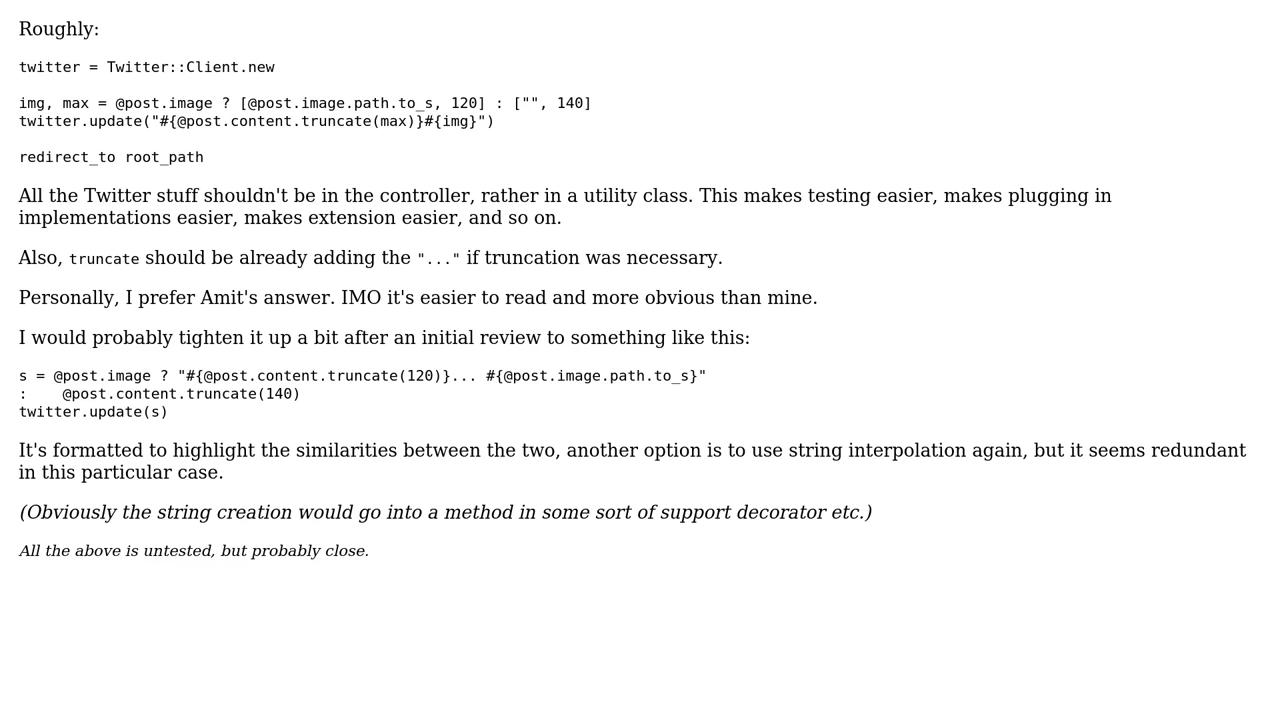 Roughly:
twitter = Twitter::Client.new
img, max = @post.image ? [@post.image.path.to_s, 120] : ["", 140]
twitter.update("#{@post.content.truncate(max)}#{img}")
redirect_to root_path
All the Twitter stuff shouldn't be in the controller, rather in a utility class. This makes testing easier, makes plugging in
implementations easier, makes extension easier, and so on.
Also, truncate should be already adding the "..." if truncation was necessary.
Personally, I prefer Amit's answer. IMO it's easier to read and more obvious than mine.
I would probably tighten it up a bit after an initial review to something like this:
s = @post.image ? "#{@post.content.truncate(120)}... #{@post.image.path.to_s}"
:    @post.content.truncate(140)
twitter.update(s)
It's formatted to highlight the similarities between the two, another option is to use string interpolation again, but it seems redundant
in this particular case.
(Obviously the string creation would go into a method in some sort of support decorator etc.)
All the above is untested, but probably close.